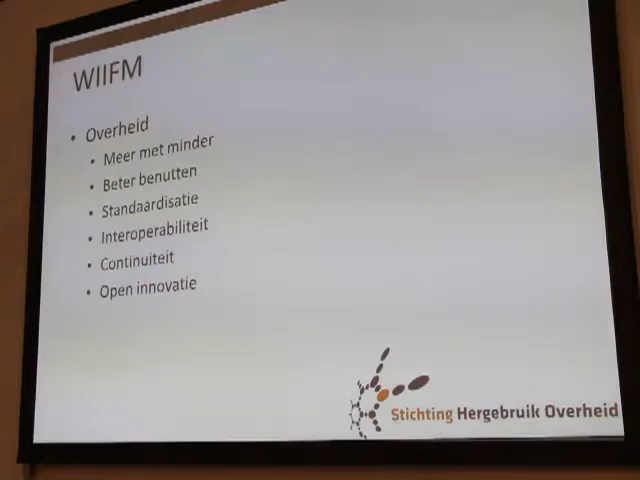 WIIFM
• Overheid
• Meer met minder
• Beter benutten
• Standaardisatie
• Interoperabiliteit
• Continuiteit
• Open innovatie
Stichting Hergebruik Overheid